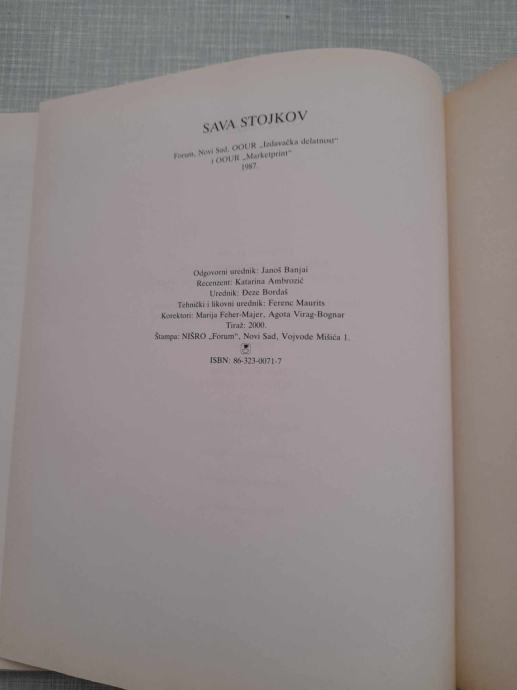 SAVA STOJKOV
Forum, Novi Sad, OOUR „Izdavačka delatnost“
i OOUR „Marketprint“
1987.
Odgovorni urednik: Janoš Banjai
Recenzent: Katarina Ambrozić
Urednik: Đeze Bordaš
Tehnički i likovni urednik: Ferenc Maurits
Korektori: Marija Feher-Majer, Agota Virag-Bognar
Tiraž: 2000.
Štampa: NIŠRO „Forum“, Novi Sad, Vojvode Mišića 1.
ISBN: 86-323-0071-7